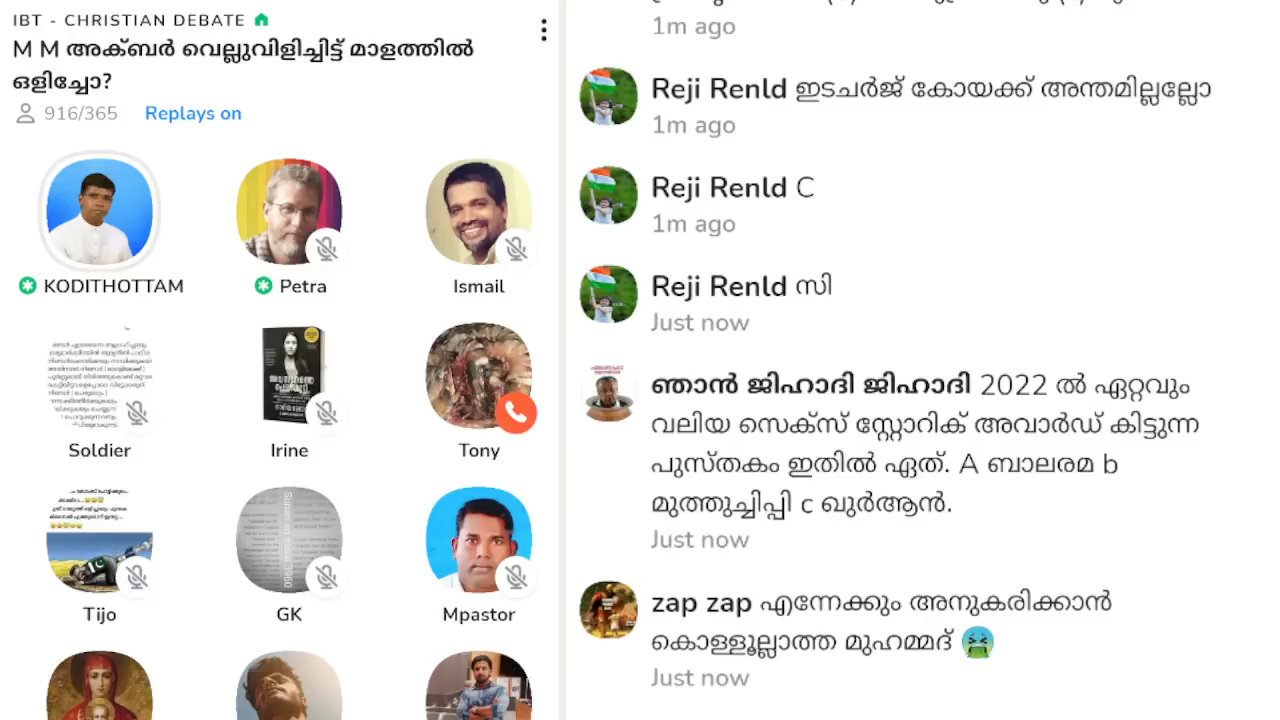 IBT - CHRISTIAN DEBATE
M M അക്ബർ വെല്ലുവിളിച്ചിട്ട് മാളത്തിൽ
ഒളിച്ചോ?
916/365 Replays on
KODITHOTTAM
Petra
Ismail
Soldier
Irine
Tony
Tijo
GK
Mpastor
1m ago
Reji Renld ഇടചർജ് കോയക്ക് അന്തമില്ലല്ലോ
1m ago
Reji Renld C
1m ago
Reji Renld സി
Just now
ഞാൻ ജിഹാദി ജിഹാദി 2022 ൽ ഏറ്റവും
വലിയ സെക്സ് സ്റ്റോറിക് അവാർഡ് കിട്ടുന്ന
പുസ്തകം ഇതിൽ ഏത്. A ബാലരമ b
മുത്തുച്ചിപ്പി c ഖുർആൻ.
Just now
zap zap എന്നേക്കും അനുകരിക്കാൻ
കൊള്ളൂല്ലാത്ത മുഹമ്മദ് 🤮
Just now